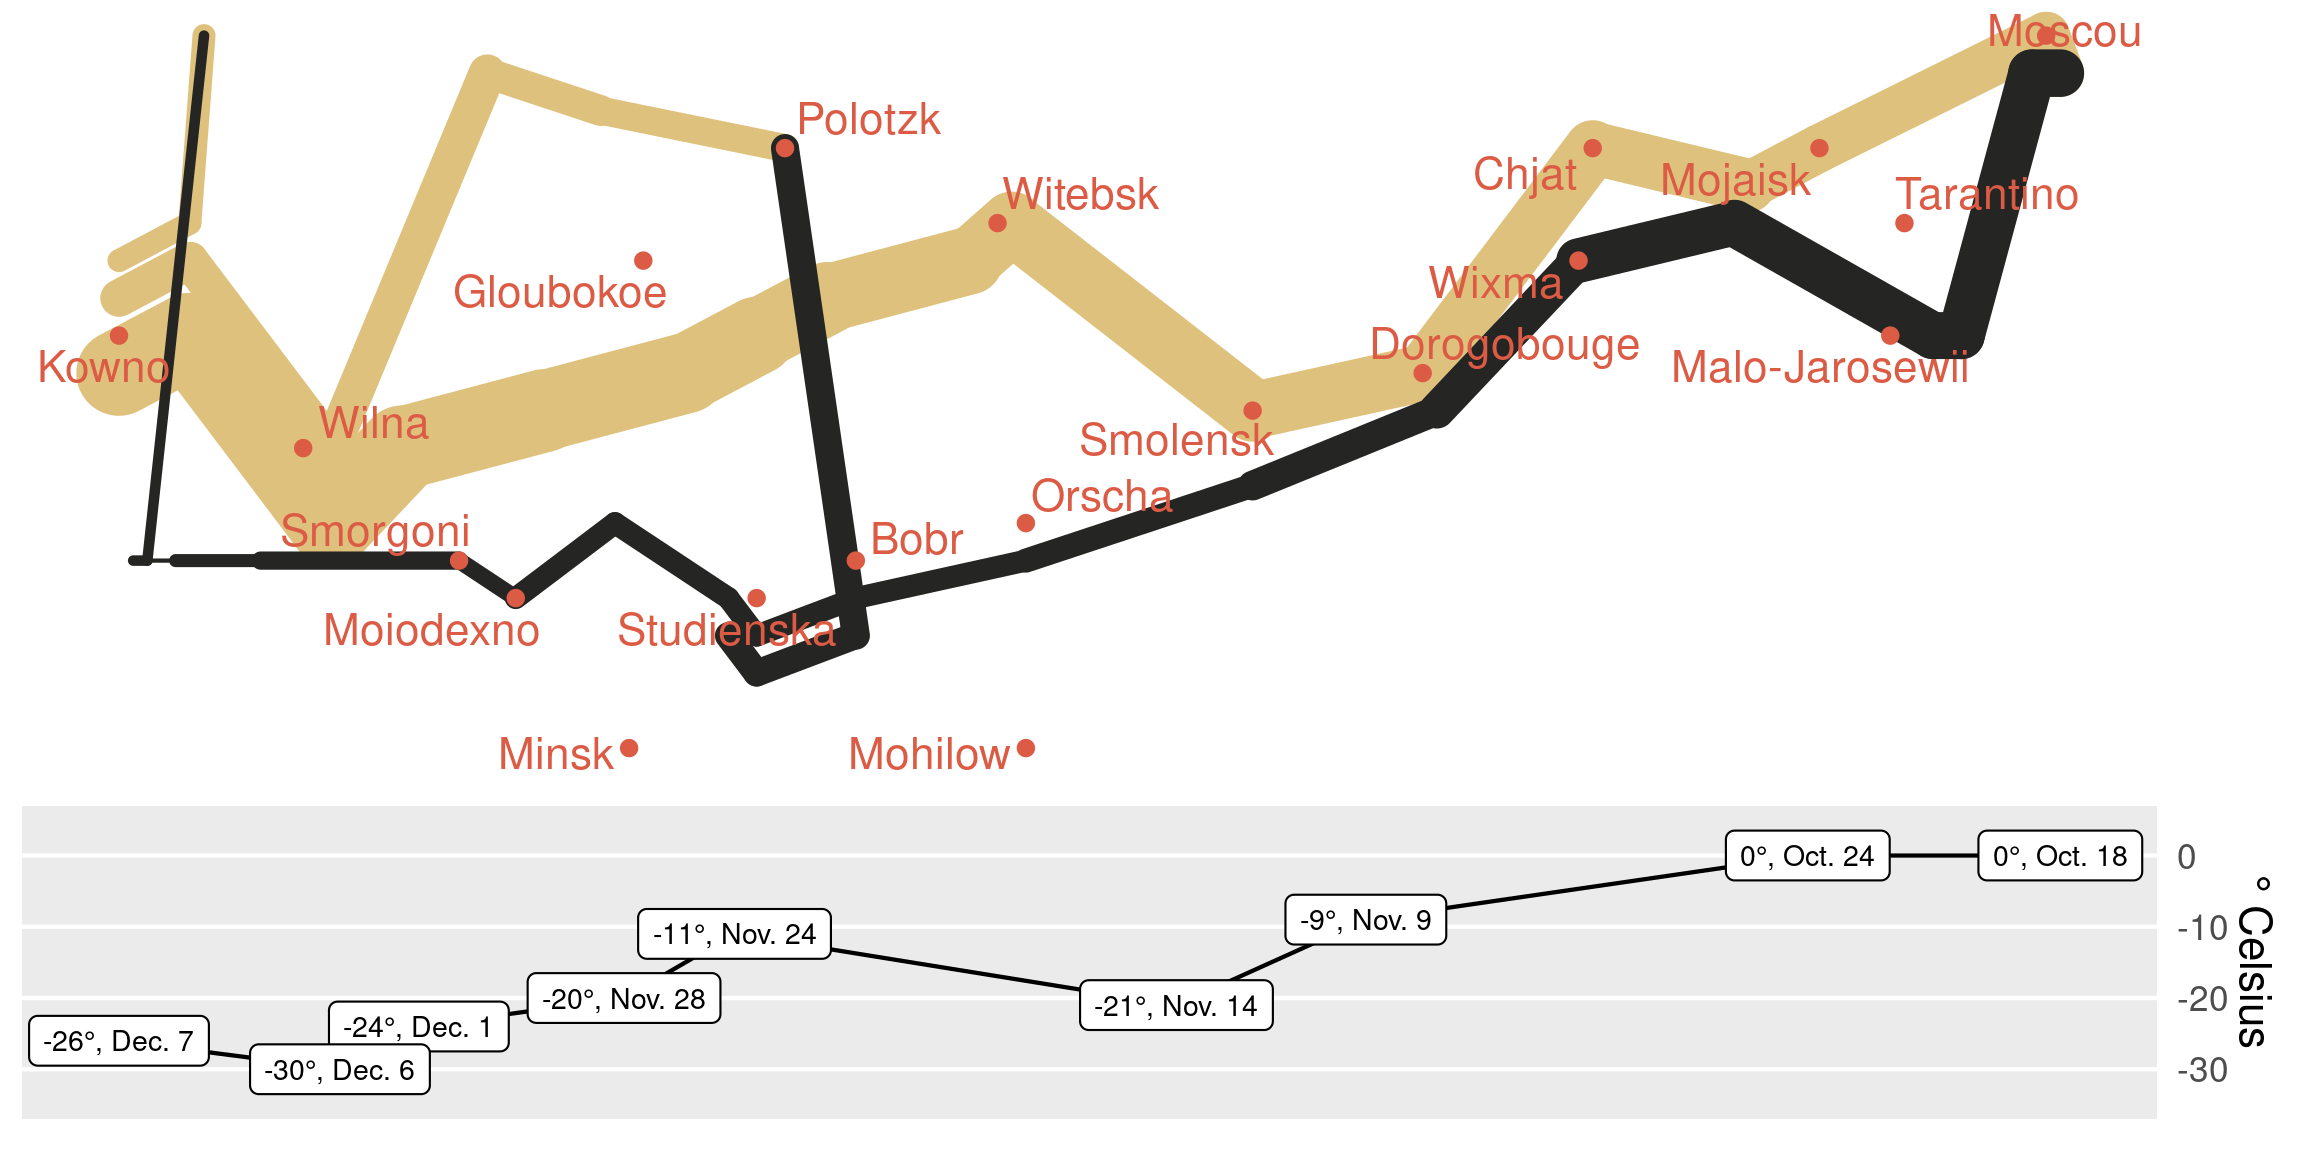 Moscou
Polotzk
Witebsk
Chjat
Mojaisk
Tarantino
Gloubokoe
Wixma
Kowno
Dorogobouge
Malo-Jarosewii
Wilna
Smolensk
Orscha
Smorgoni
Bobr
Moiodexno
Studienska
Minsk
Mohilow
0°, Oct. 24
0°, Oct. 18
0
-9°, Nov. 9
-11°, Nov. 24
-10
-20°, Nov. 28
-21°, Nov. 14
-20
-24°, Dec. 1
-26°, Dec. 7
-30°, Dec. 6
-30
° Celsius